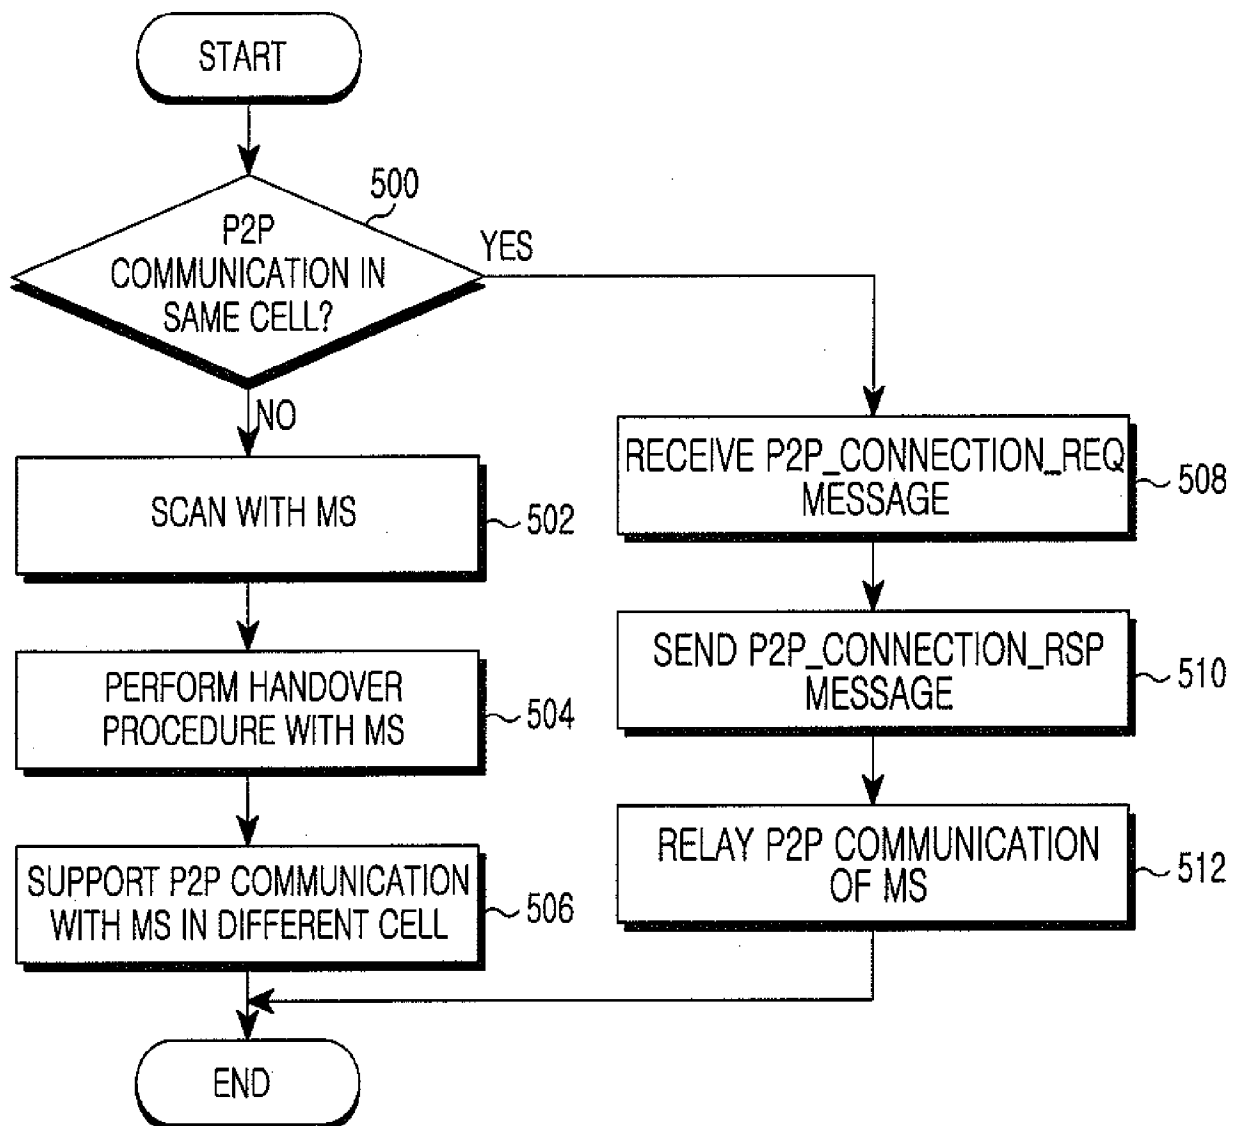 START
500
P2P
COMMUNICATION IN
SAME CELL?
YES
NO
SCAN WITH MS
502
PERFORM HANDOVER
PROCEDURE WITH MS
504
SUPPORT P2P COMMUNICATION
WITH MS IN DIFFERENT CELL
506
RECEIVE P2P_CONNECTION_REQ
MESSAGE
508
SEND P2P_CONNECTION_RSP
MESSAGE
510
RELAY P2P COMMUNICATION
OF MS
512
END